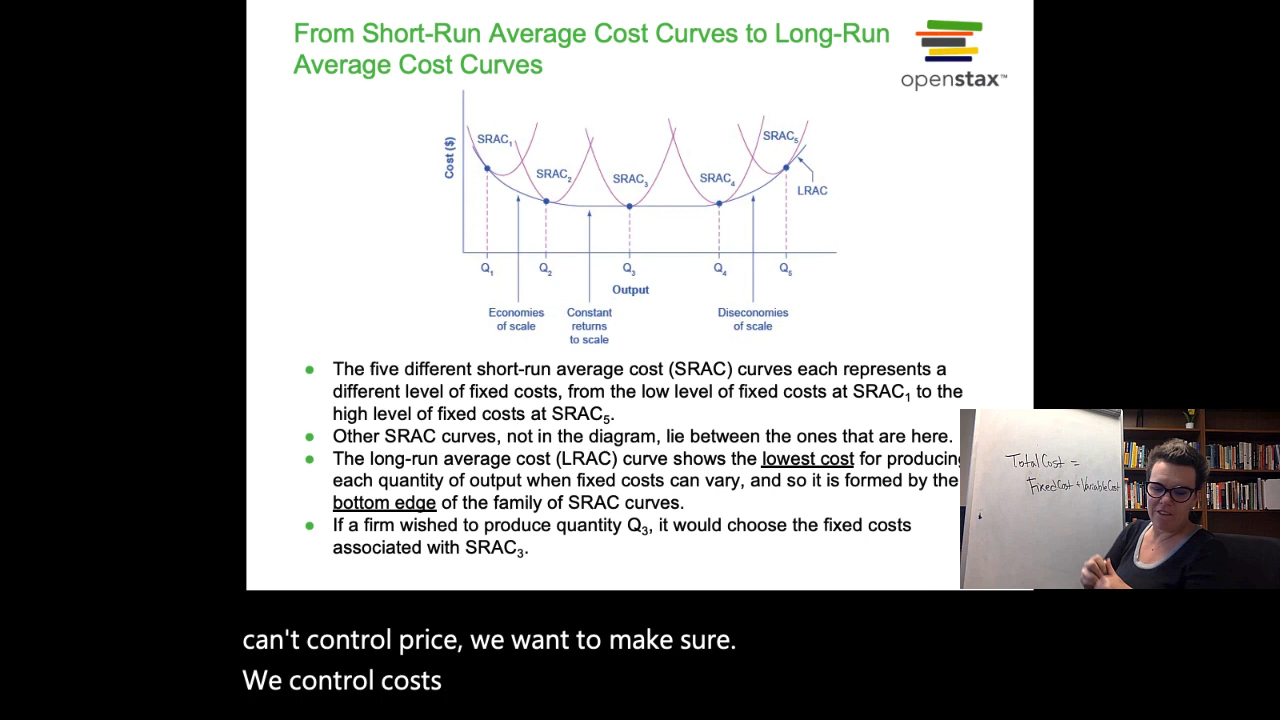 From Short-Run Average Cost Curves to Long-Run
Average Cost Curves
openstax™
Cost ($)
SRAC₁
SRAC₂
SRAC₃
SRAC₄
SRAC₅
LRAC
Q₁
Q₂
Q₃
Q₄
Q₅
Output
Economies
of scale
Constant
returns
to scale
Diseconomies
of scale
● The five different short-run average cost (SRAC) curves each represents a
different level of fixed costs, from the low level of fixed costs at SRAC₁ to the
high level of fixed costs at SRAC₅.
● Other SRAC curves, not in the diagram, lie between the ones that are here.
● The long-run average cost (LRAC) curve shows the lowest cost for producing
each quantity of output when fixed costs can vary, and so it is formed by the
bottom edge of the family of SRAC curves.
● If a firm wished to produce quantity Q₃, it would choose the fixed costs
associated with SRAC₃.
Total Cost =
Fixed Cost + Variable Cost
can't control price, we want to make sure.
We control costs